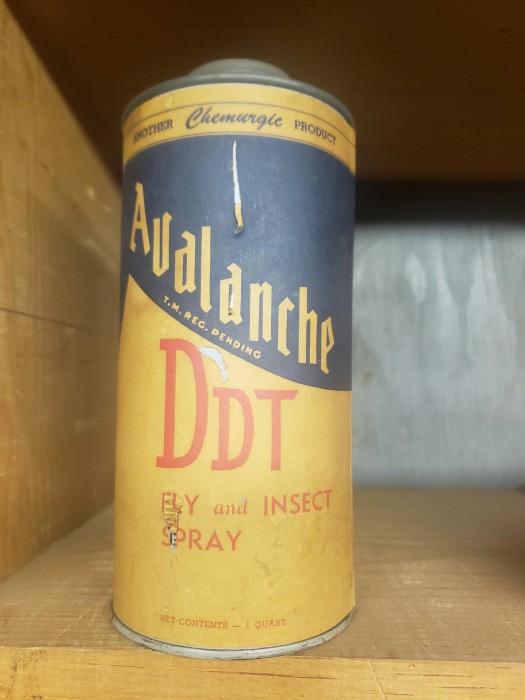 ANOTHER Chemurgic PRODUCT
Avalanche
T.M. REG. PENDING
DDT
FLY and INSECT
SPRAY
NET CONTENTS — 1 QUART